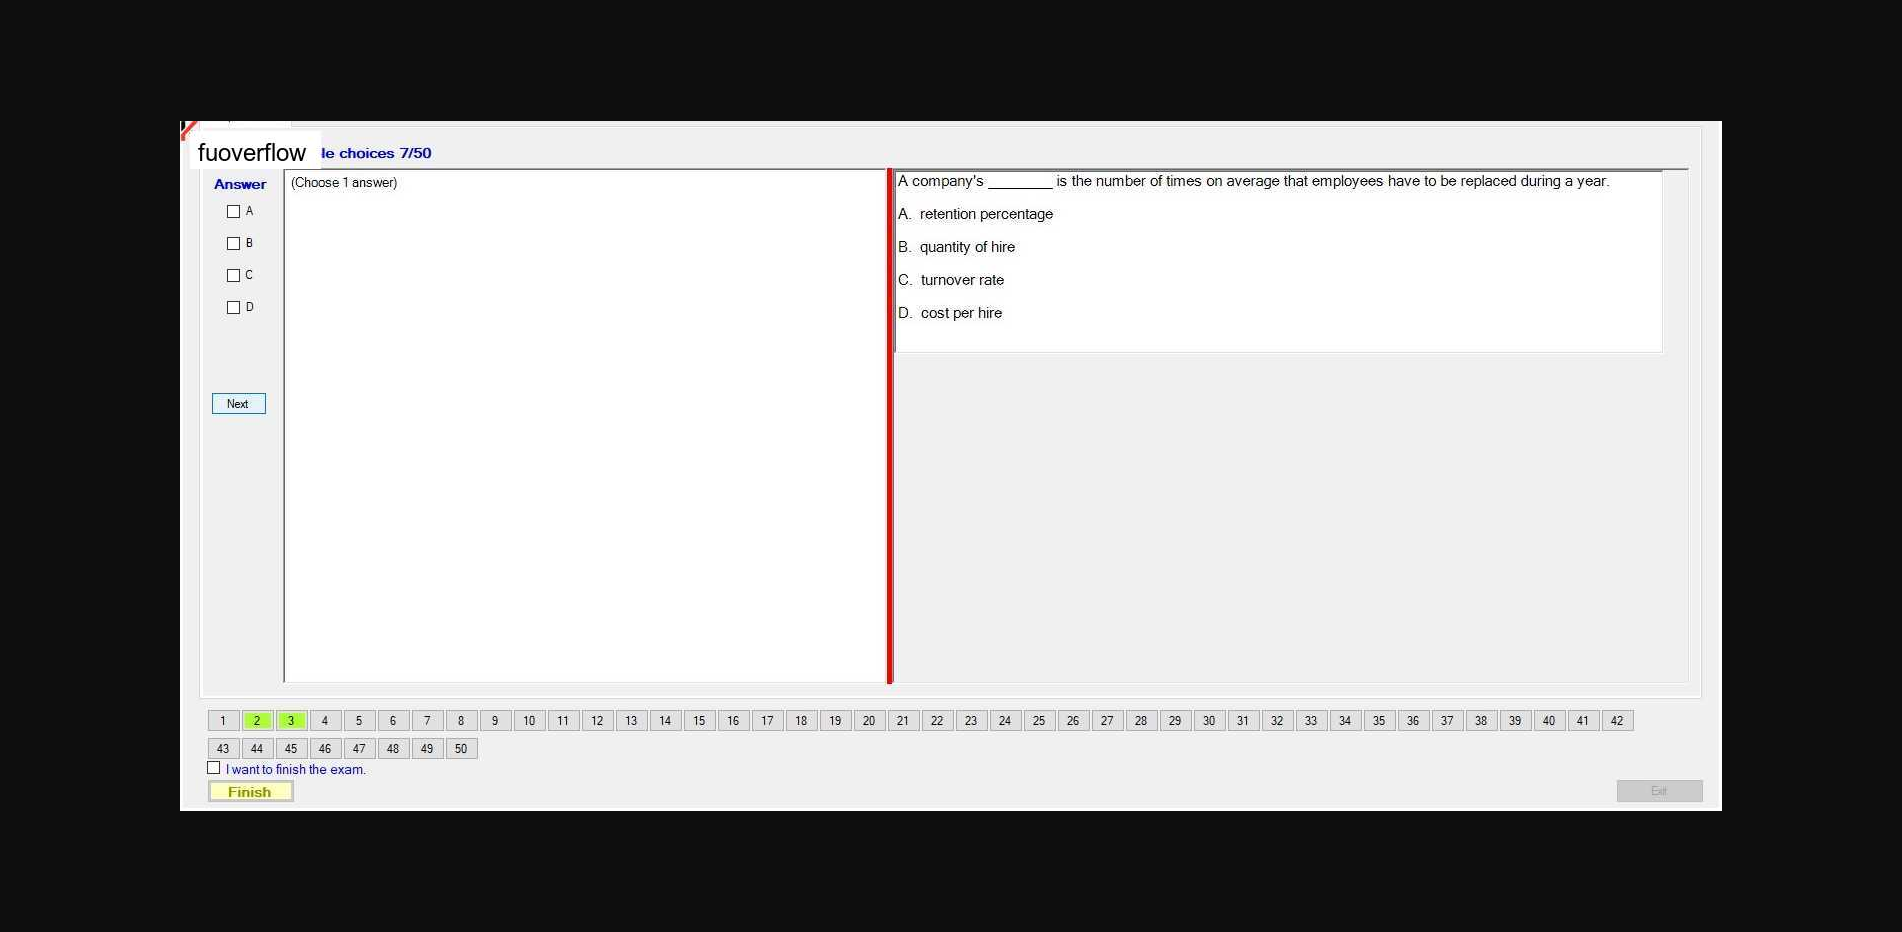 fuoverflow le choices 7/50
Answer
(Choose 1 answer)
A
B
C
D
Next
A company's ________ is the number of times on average that employees have to be replaced during a year.
A. retention percentage
B. quantity of hire
C. turnover rate
D. cost per hire
1 2 3 4 5 6 7 8 9 10 11 12 13 14 15 16 17 18 19 20 21 22 23 24 25 26 27 28 29 30 31 32 33 34 35 36 37 38 39 40 41 42
43 44 45 46 47 48 49 50
I want to finish the exam.
Finish
Exit